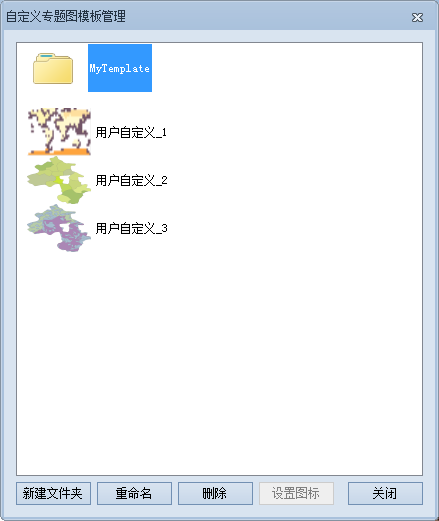 自定义专题图模板管理
MyTemplate
用户自定义_1
用户自定义_2
用户自定义_3
新建文件夹 重命名 删除 设置图标 关闭